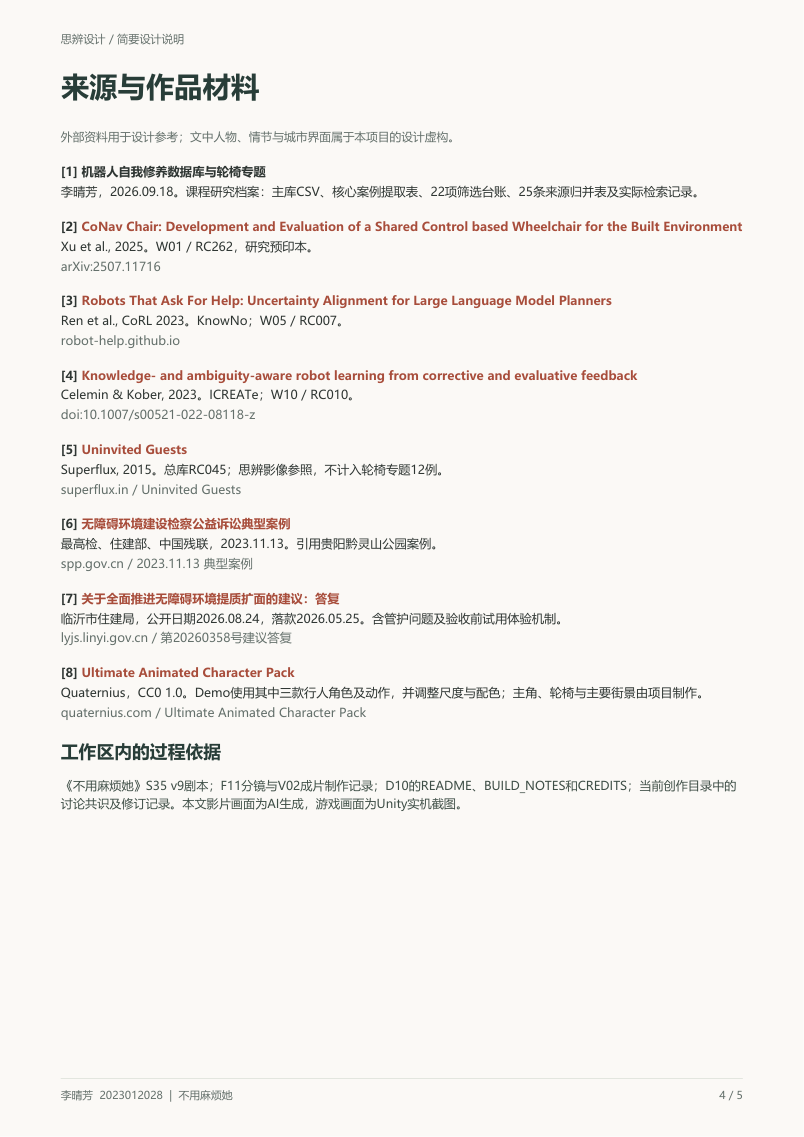 思辨设计 / 简要设计说明
来源与作品材料
外部资料用于设计参考；文中人物、情节与城市界面属于本项目的设计虚构。
[1] 机器人自我修养数据库与轮椅专题
李晴芳，2026.09.18。课程研究档案：主库CSV、核心案例提取表、22项筛选台账、25条来源归并表及实际检索记录。
[2] CoNav Chair: Development and Evaluation of a Shared Control based Wheelchair for the Built Environment
Xu et al., 2025。W01 / RC262，研究预印本。
arXiv:2507.11716
[3] Robots That Ask For Help: Uncertainty Alignment for Large Language Model Planners
Ren et al., CoRL 2023。KnowNo；W05 / RC007。
robot-help.github.io
[4] Knowledge- and ambiguity-aware robot learning from corrective and evaluative feedback
Celemin & Kober, 2023。ICREATe；W10 / RC010。
doi:10.1007/s00521-022-08118-z
[5] Uninvited Guests
Superflux, 2015。总库RC045；思辨影像参照，不计入轮椅专题12例。
superflux.in / Uninvited Guests
[6] 无障碍环境建设检察公益诉讼典型案例
最高检、住建部、中国残联，2023.11.13。引用贵阳黔灵山公园案例。
spp.gov.cn / 2023.11.13 典型案例
[7] 关于全面推进无障碍环境提质扩面的建议：答复
临沂市住建局，公开日期2026.08.24，落款2026.05.25。含管护问题及验收前试用体验机制。
lyjs.linyi.gov.cn / 第20260358号建议答复
[8] Ultimate Animated Character Pack
Quaternius，CC0 1.0。Demo使用其中三款行人角色及动作，并调整尺度与配色；主角、轮椅与主要街景由项目制作。
quaternius.com / Ultimate Animated Character Pack
工作区内的过程依据
《不用麻烦她》S35 v9剧本；F11分镜与V02成片制作记录；D10的README、BUILD_NOTES和CREDITS；当前创作目录中的
讨论共识及修订记录。本文影片画面为AI生成，游戏画面为Unity实机截图。
李晴芳 2023012028 | 不用麻烦她
4 / 5